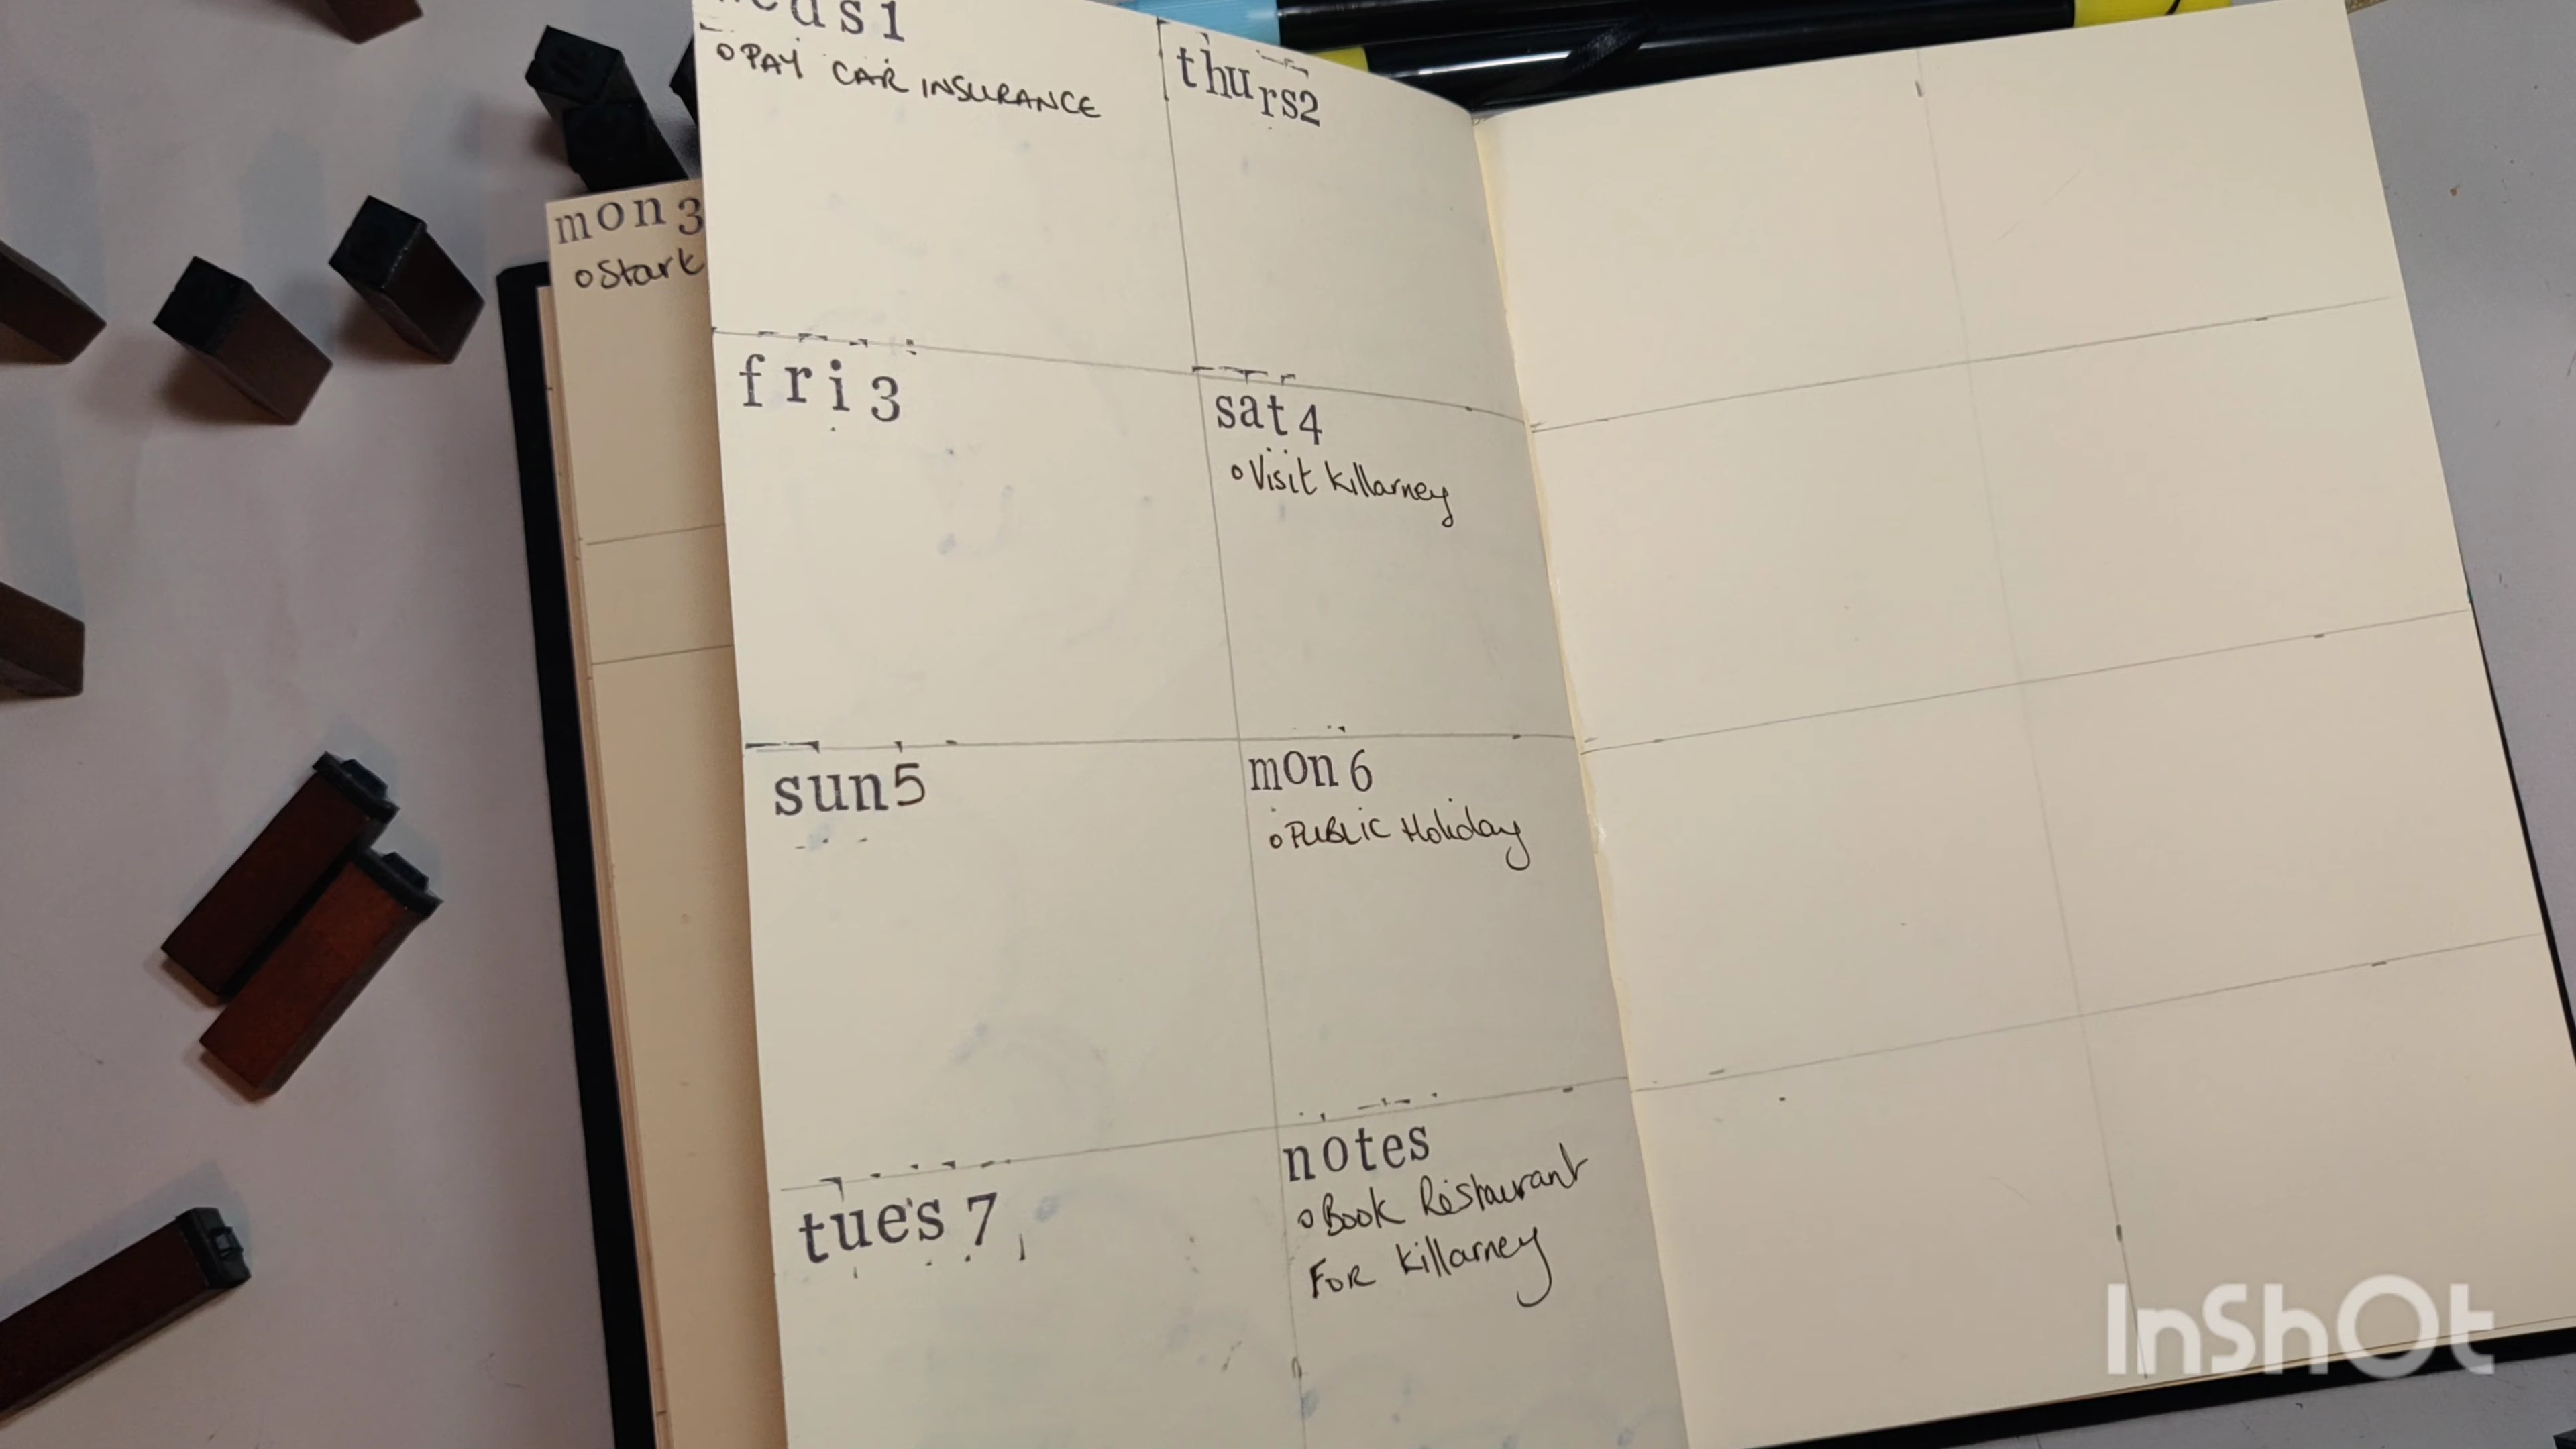 PAY CAR INSURANCE
thurs2
mon3
Start
fri3
sat4
Visit Killarney
sun5
mon6
PUBLIC Holiday
tues7
notes
Book Restaurant
FOR Killarney
InShOt